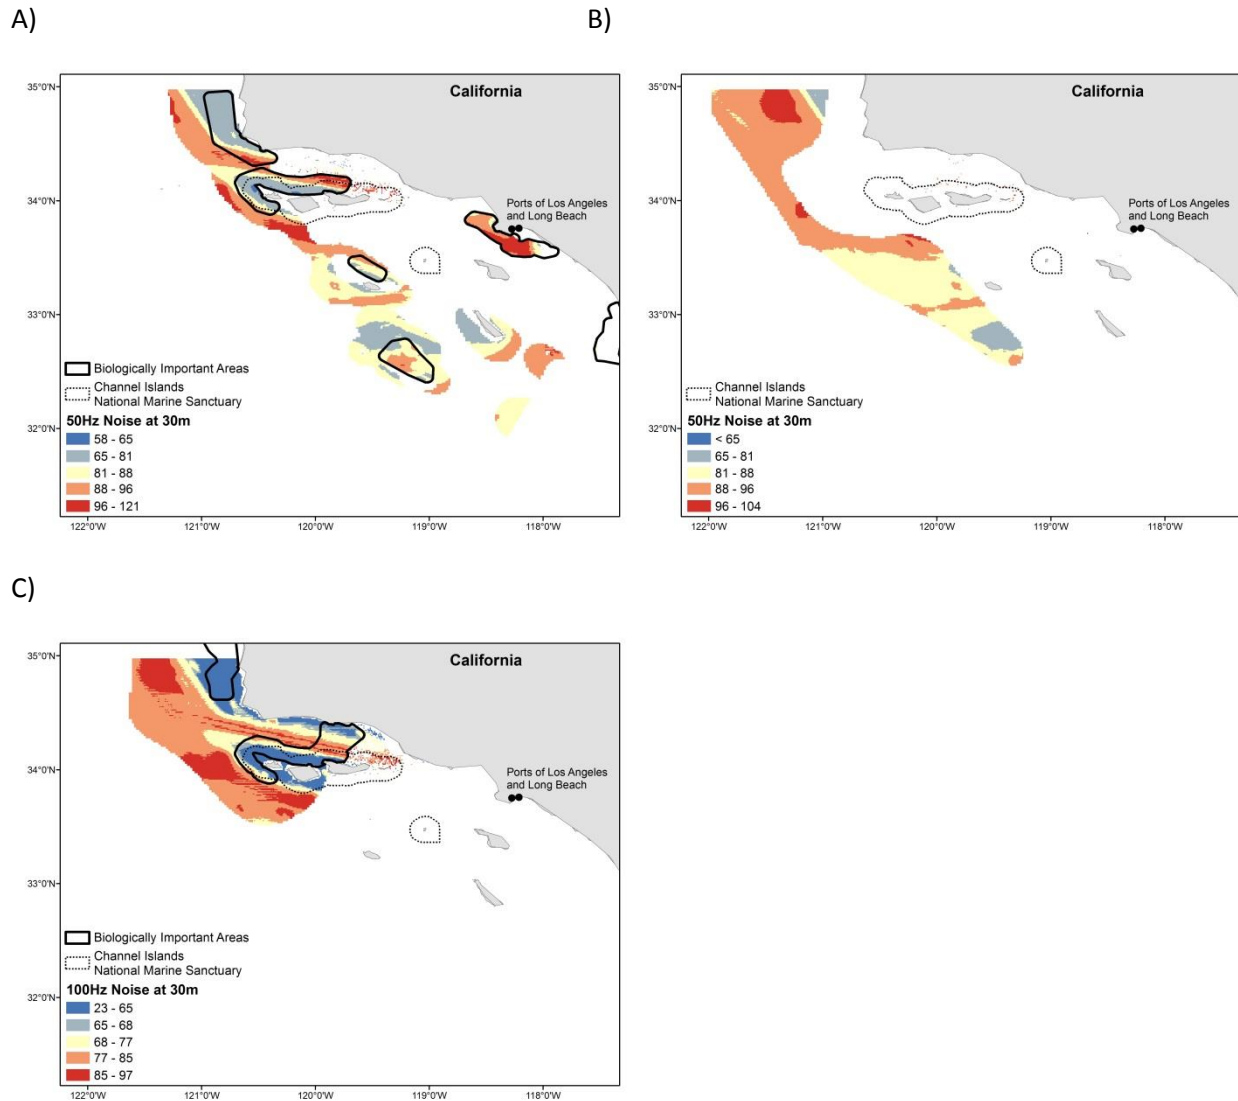 A)
B)
35°0'N
34°0'N
33°0'N
32°0'N
California
Ports of Los Angeles
and Long Beach
Biologically Important Areas
Channel Islands
National Marine Sanctuary
50Hz Noise at 30m
58 - 65
65 - 81
81 - 88
88 - 96
96 - 121
122°0'W
121°0'W
120°0'W
119°0'W
118°0'W
35°0'N
34°0'N
33°0'N
32°0'N
California
Ports of Los Angeles
and Long Beach
Channel Islands
National Marine Sanctuary
50Hz Noise at 30m
< 65
65 - 81
81 - 88
88 - 96
96 - 104
122°0'W
121°0'W
120°0'W
119°0'W
118°0'W
C)
35°0'N
34°0'N
33°0'N
32°0'N
California
Ports of Los Angeles
and Long Beach
Biologically Important Areas
Channel Islands
National Marine Sanctuary
100Hz Noise at 30m
23 - 65
65 - 68
68 - 77
77 - 85
85 - 97
122°0'W
121°0'W
120°0'W
119°0'W
118°0'W